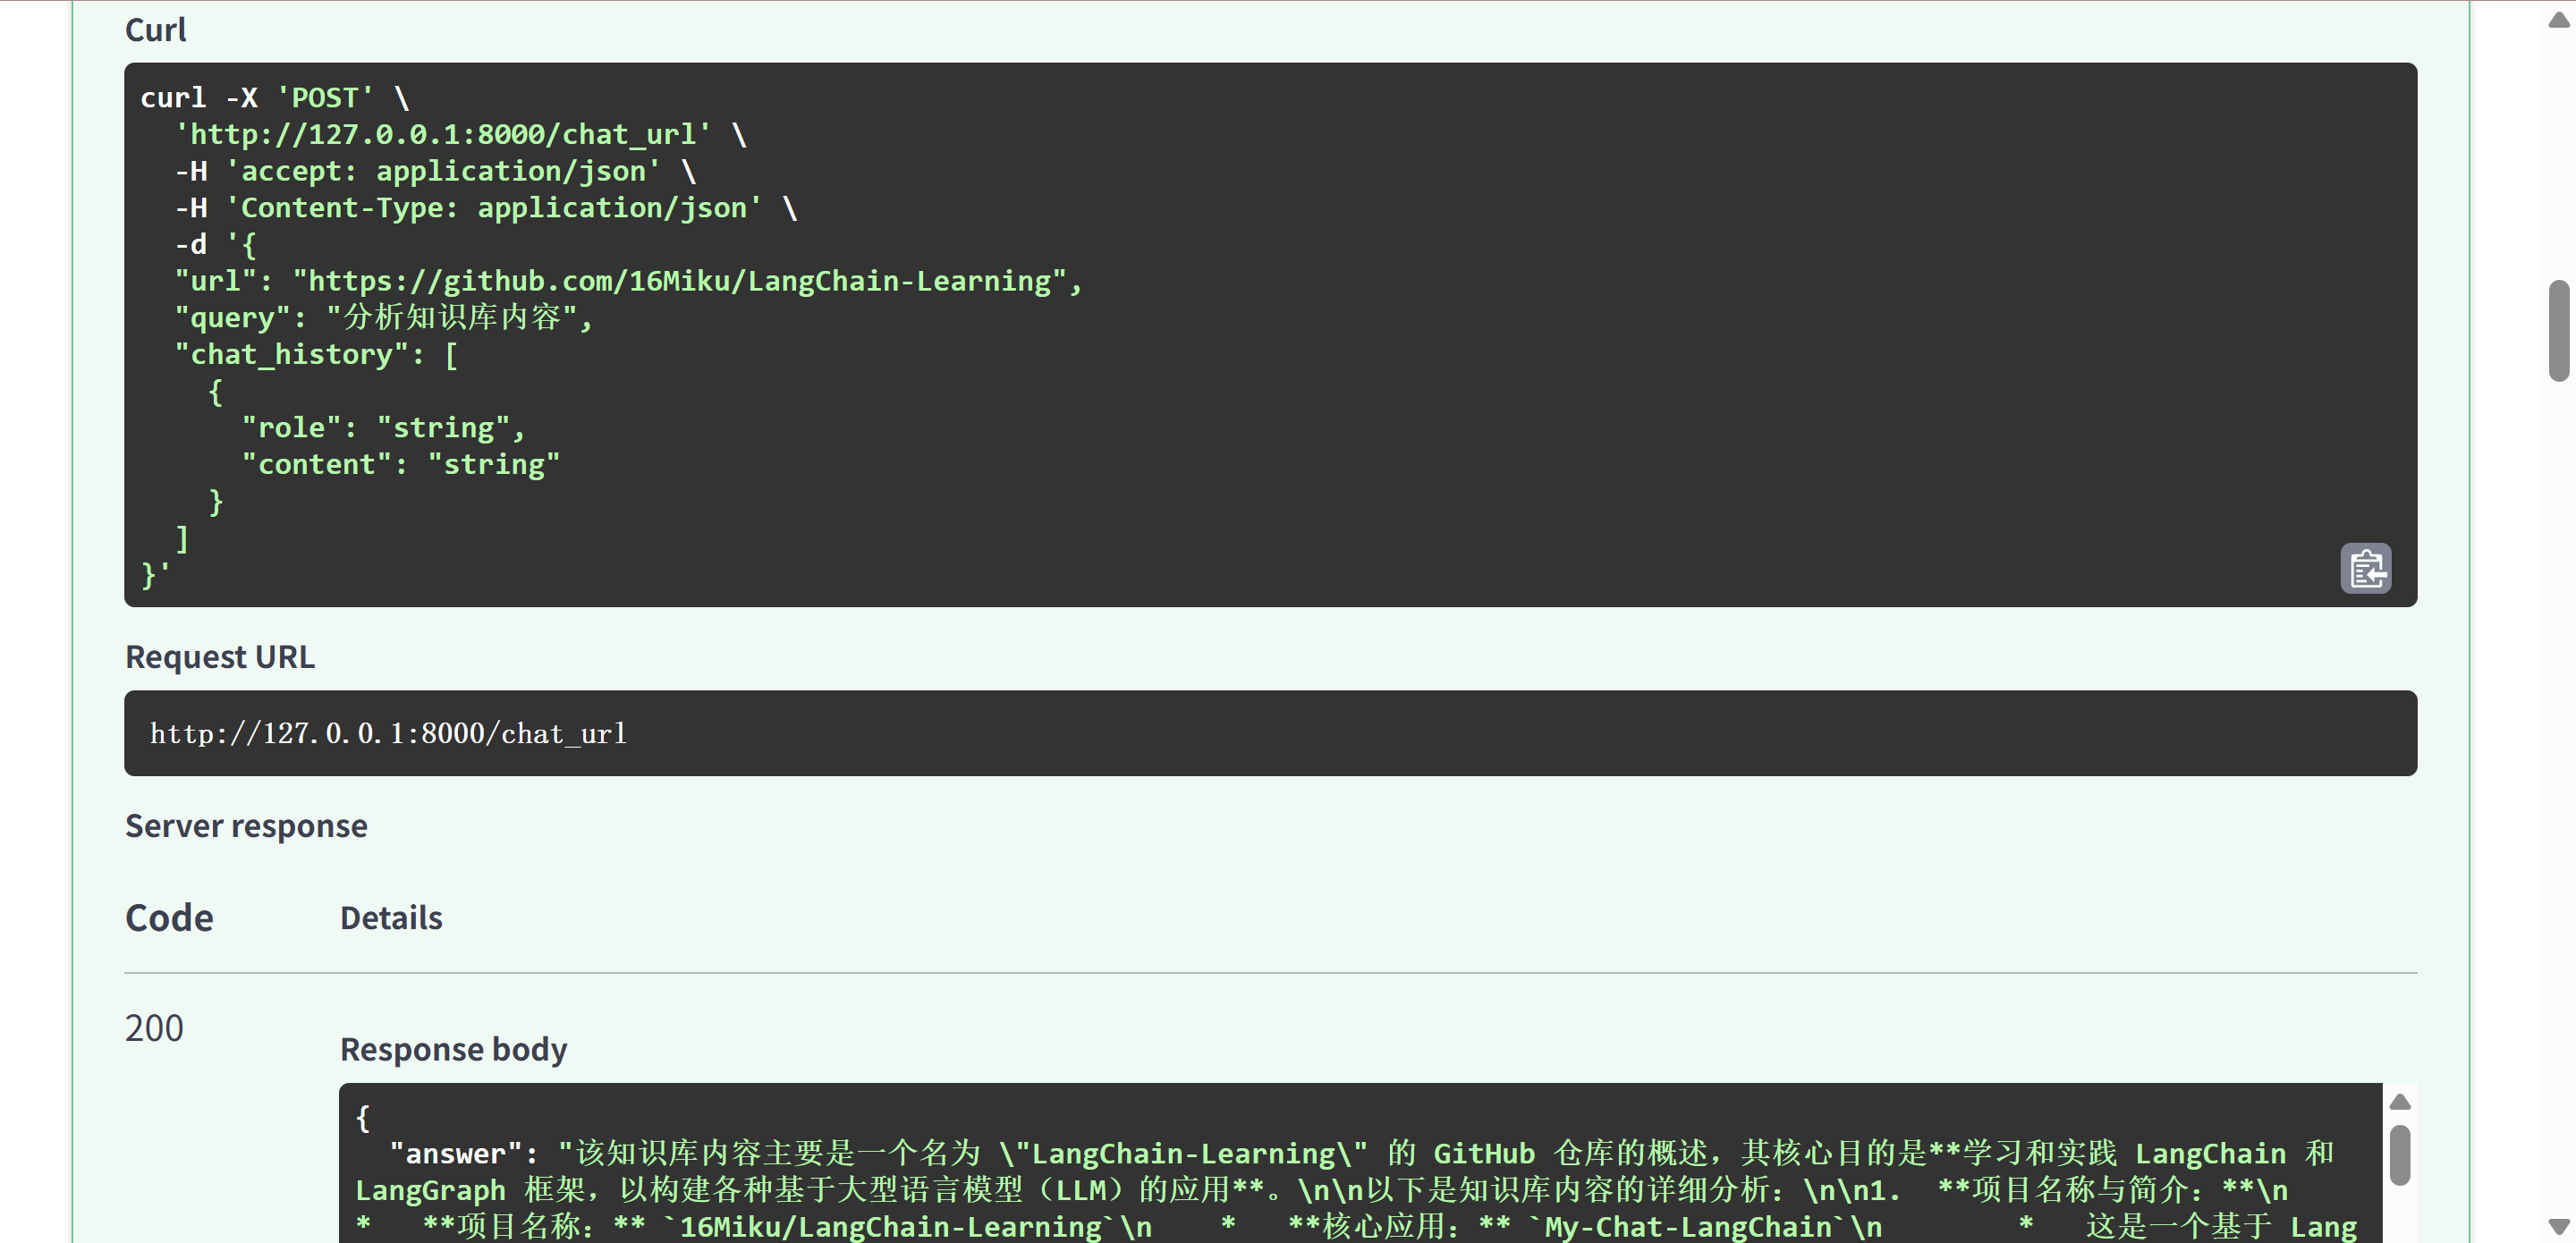 Curl
curl -X 'POST' \
  'http://127.0.0.1:8000/chat_url' \
  -H 'accept: application/json' \
  -H 'Content-Type: application/json' \
  -d '{
  "url": "https://github.com/16Miku/LangChain-Learning",
  "query": "分析知识库内容",
  "chat_history": [
    {
      "role": "string",
      "content": "string"
    }
  ]
}'
Request URL
http://127.0.0.1:8000/chat_url
Server response
Code Details
200
Response body
{
  "answer": "该知识库内容主要是一个名为 \"LangChain-Learning\" 的 GitHub 仓库的概述，其核心目的是**学习和实践 LangChain 和
LangGraph 框架，以构建各种基于大型语言模型（LLM）的应用**。\n\n以下是知识库内容的详细分析：\n\n1.  **项目名称与简介：**\n
*   **项目名称：** `16Miku/LangChain-Learning`\n    *   **核心应用：** `My-Chat-LangChain`\n        *   这是一个基于 Lang